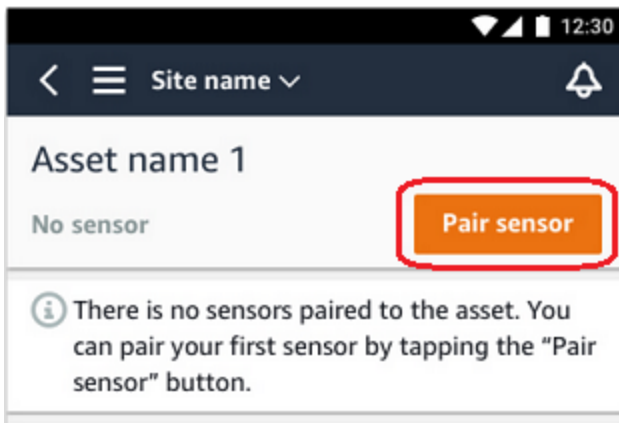 12:30
Site name
Asset name 1
No sensor
Pair sensor
There is no sensors paired to the asset. You
can pair your first sensor by tapping the “Pair
sensor” button.